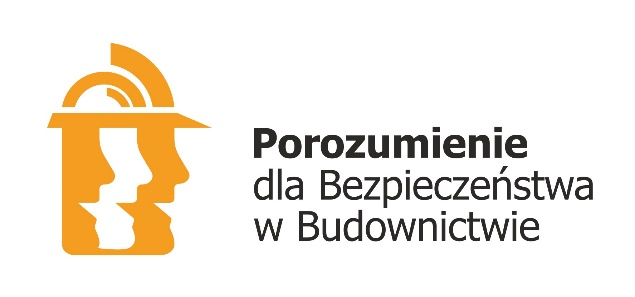 Porozumienie
dla Bezpieczeństwa
w Budownictwie